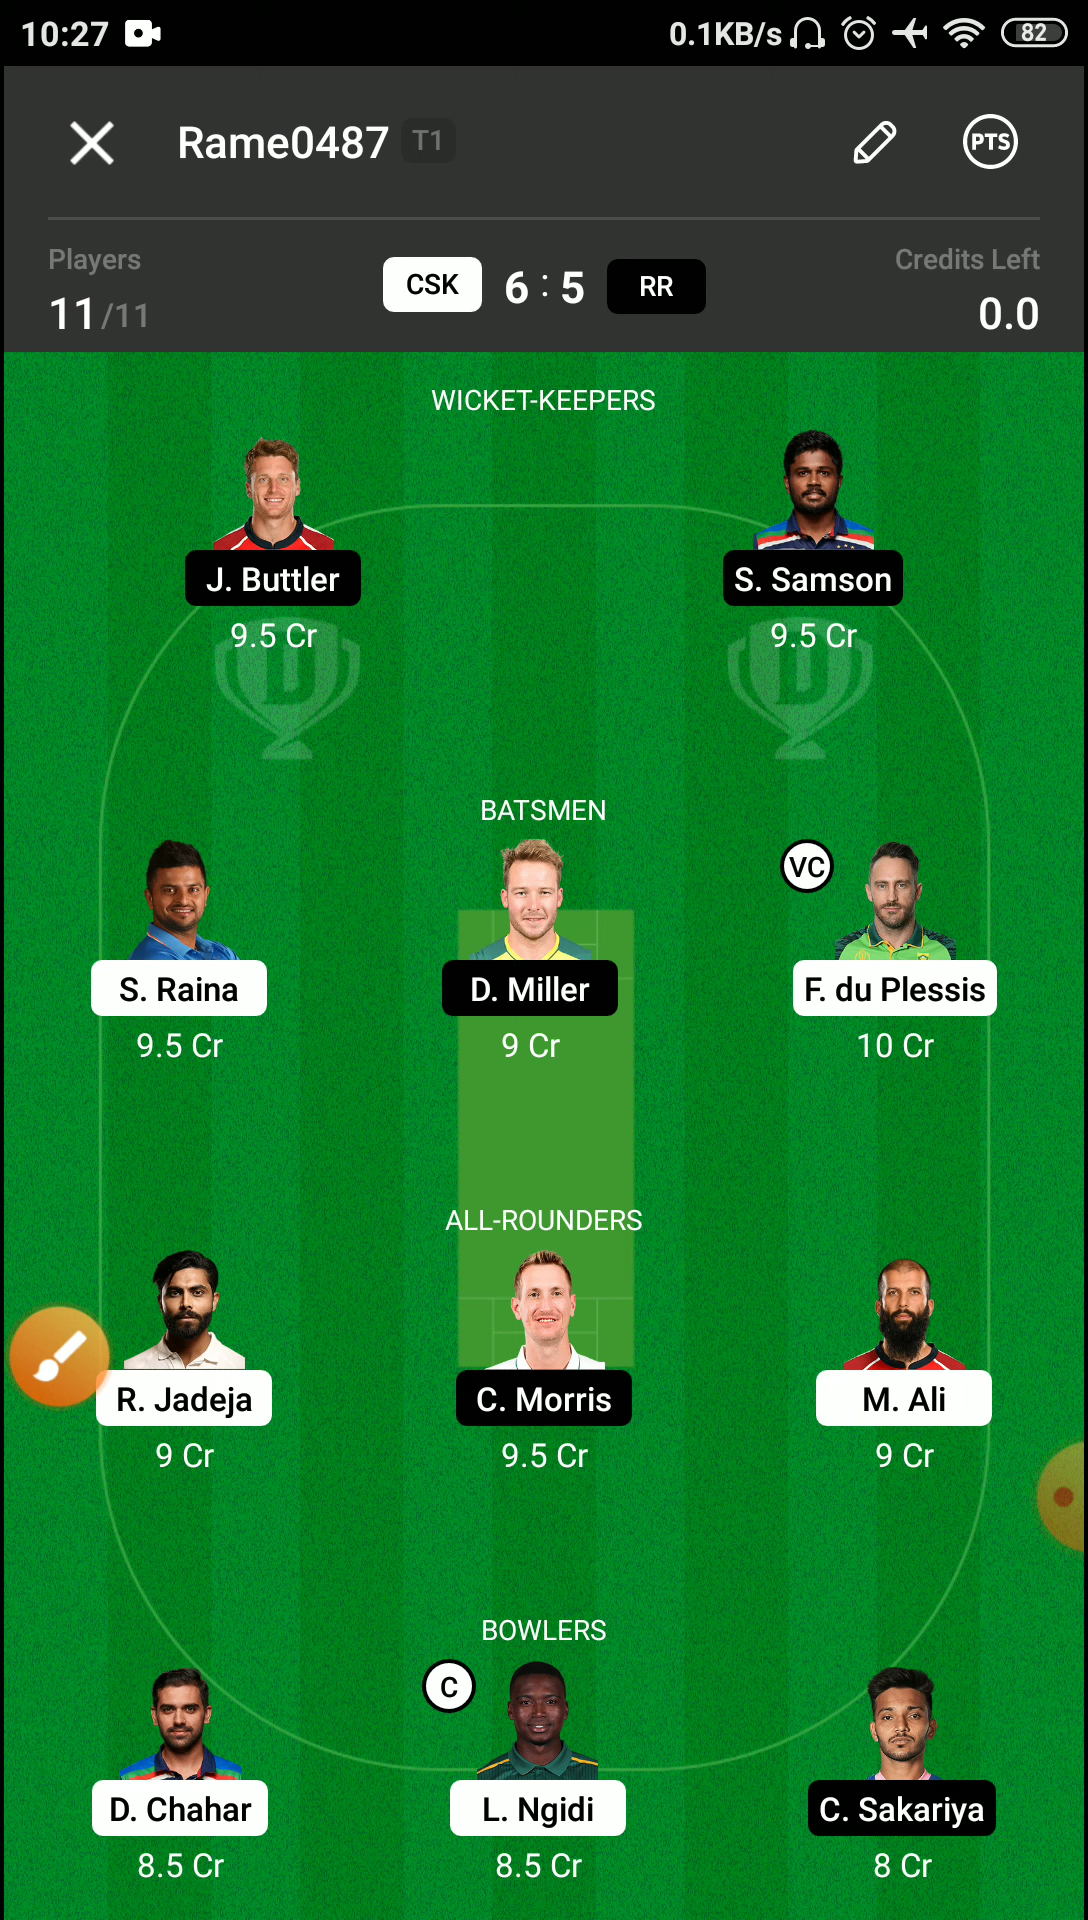 10:27
0.1KB/s
82
Rame0487 T1
PTS
Players
Credits Left
CSK 6 : 5 RR
11/11
0.0
WICKET-KEEPERS
J. Buttler
S. Samson
9.5 Cr
9.5 Cr
BATSMEN
VC
S. Raina
D. Miller
F. du Plessis
9.5 Cr
9 Cr
10 Cr
ALL-ROUNDERS
R. Jadeja
C. Morris
M. Ali
9 Cr
9.5 Cr
9 Cr
BOWLERS
C
D. Chahar
L. Ngidi
C. Sakariya
8.5 Cr
8.5 Cr
8 Cr